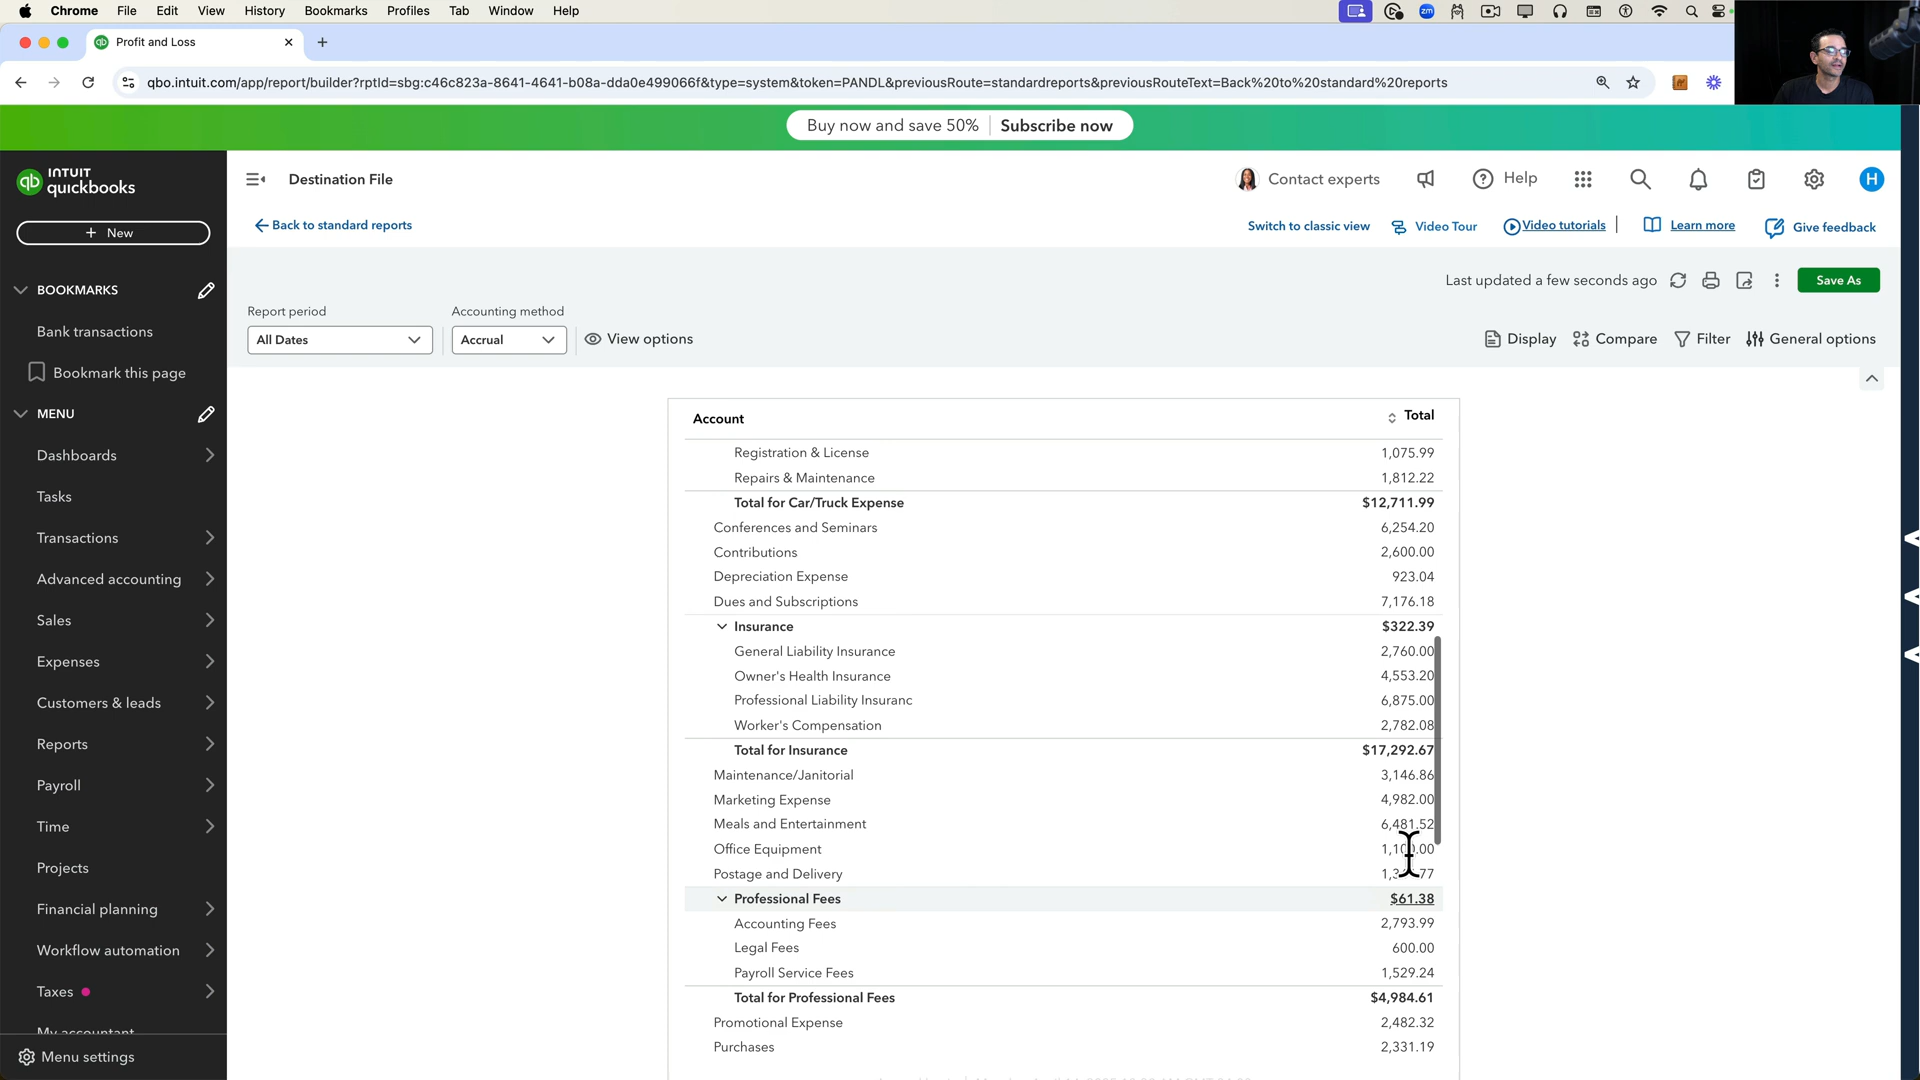 Chrome File Edit View History Bookmarks Profiles Tab Window Help
Profit and Loss
qbo.intuit.com/app/report/builder?rptId=sbg:c46c823a-8641-4641-b08a-dda0e499066f&type=system&token=PANDL&previousRoute=standardreports&previousRouteText=Back%20to%20standard%20reports
Buy now and save 50% Subscribe now
INTUIT
quickbooks
Destination File
Contact experts
Help
H
+ New
Back to standard reports
Switch to classic view
Video Tour
Video tutorials
Learn more
Give feedback
BOOKMARKS
Bank transactions
Bookmark this page
MENU
Dashboards
Tasks
Transactions
Advanced accounting
Sales
Expenses
Customers & leads
Reports
Payroll
Time
Projects
Financial planning
Workflow automation
Taxes
My accountant
Menu settings
Last updated a few seconds ago
Save As
Report period
All Dates
Accounting method
Accrual
View options
Display
Compare
Filter
General options
Account Total
Registration & License 1,075.99
Repairs & Maintenance 1,812.22
Total for Car/Truck Expense $12,711.99
Conferences and Seminars 6,254.20
Contributions 2,600.00
Depreciation Expense 923.04
Dues and Subscriptions 7,176.18
Insurance $322.39
General Liability Insurance 2,760.00
Owner's Health Insurance 4,553.20
Professional Liability Insuranc 6,875.00
Worker's Compensation 2,782.08
Total for Insurance $17,292.67
Maintenance/Janitorial 3,146.86
Marketing Expense 4,982.00
Meals and Entertainment 6,481.52
Office Equipment
Postage and Delivery
Professional Fees $61.38
Accounting Fees 2,793.99
Legal Fees 600.00
Payroll Service Fees 1,529.24
Total for Professional Fees $4,984.61
Promotional Expense 2,482.32
Purchases 2,331.19